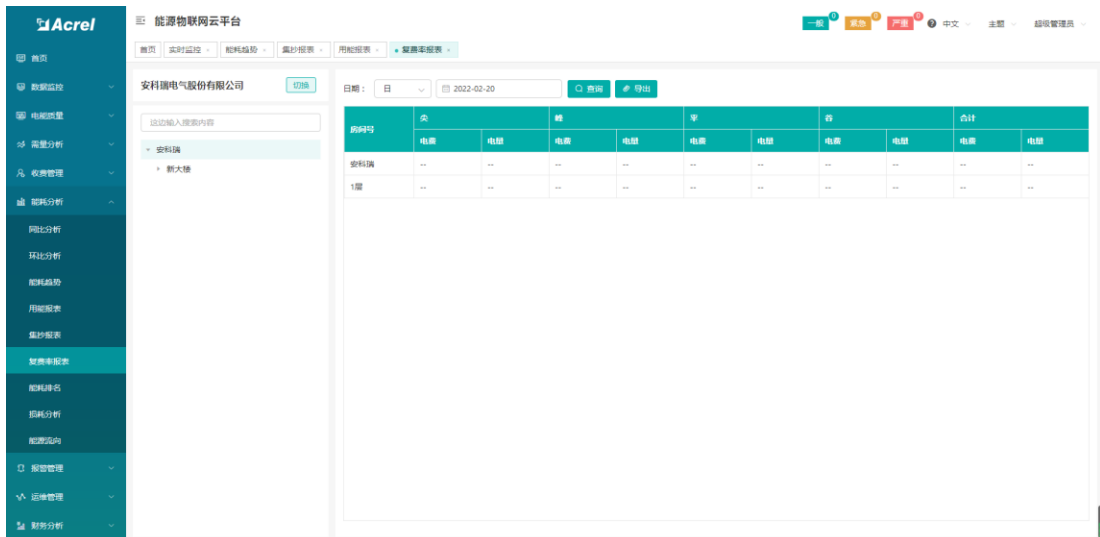 Acrel
能源物联网云平台
一般 0 紧急 0 严重 0 中文 主题 超级管理员
首页 实时监控 能耗趋势 集抄报表 用能报表 复费率报表
首页
数据监控
电能质量
需量分析
收费管理
能耗分析
同比分析
环比分析
能耗趋势
用能报表
集抄报表
复费率报表
能耗排名
损耗分析
能源流向
报警管理
运维管理
财务分析
安科瑞电气股份有限公司 切换
这边输入搜索内容
安科瑞
新大楼
日期： 日 2022-02-20 查询 导出
房间号 尖 峰 平 谷 合计
电费 电量 电费 电量 电费 电量 电费 电量 电费 电量
安科瑞 -- -- -- -- -- -- -- -- -- --
1层 -- -- -- -- -- -- -- -- -- --